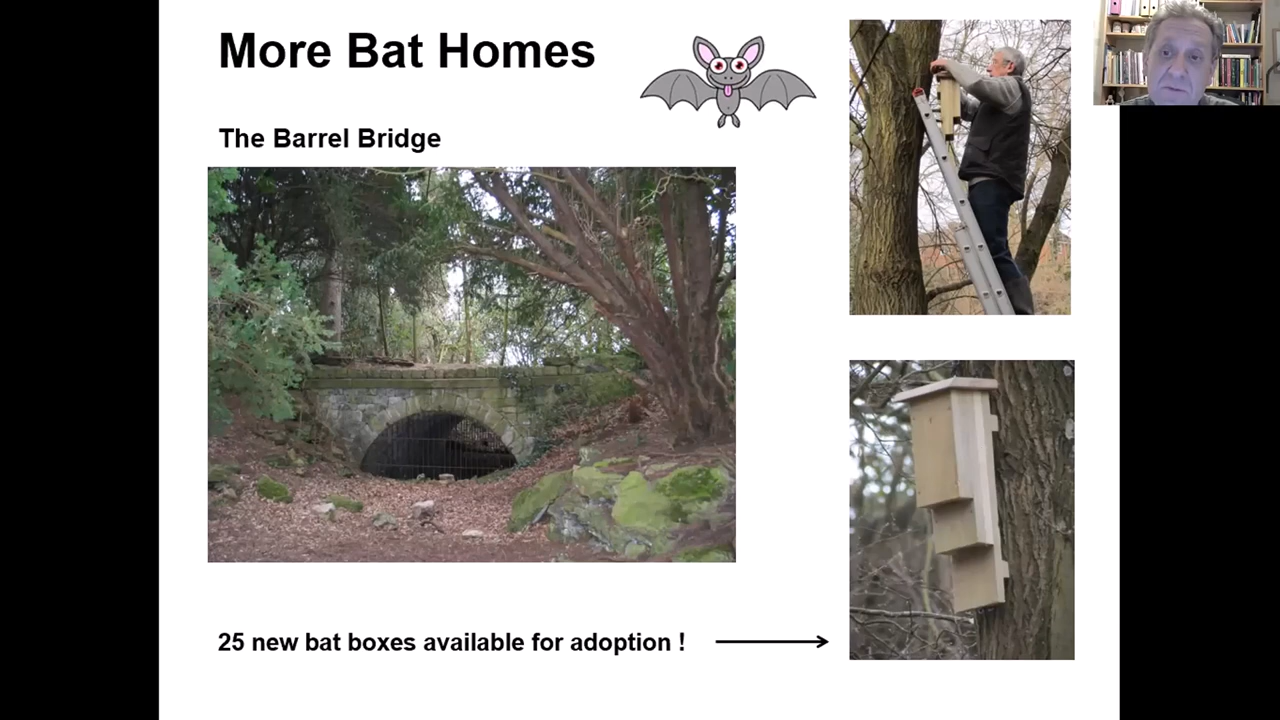 More Bat Homes
The Barrel Bridge
25 new bat boxes available for adoption !